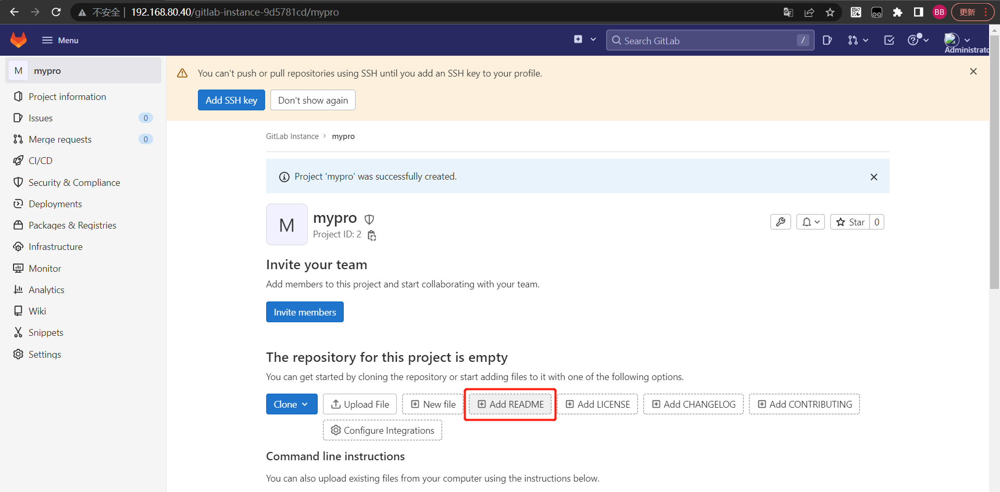 不安全 | 192.168.80.40/gitlab-instance-9d5781cd/mypro
BB
更新
Menu
Search GitLab
/
Administrato
M mypro
Project information
Issues 0
Merge requests 0
CI/CD
Security & Compliance
Deployments
Packages & Registries
Infrastructure
Monitor
Analytics
Wiki
Snippets
Settings
You can't push or pull repositories using SSH until you add an SSH key to your profile.
Add SSH key
Don't show again
GitLab Instance > mypro
Project 'mypro' was successfully created.
M
mypro
Project ID: 2
Star 0
Invite your team
Add members to this project and start collaborating with your team.
Invite members
The repository for this project is empty
You can get started by cloning the repository or start adding files to it with one of the following options.
Clone
Upload File
New file
Add README
Add LICENSE
Add CHANGELOG
Add CONTRIBUTING
Configure Integrations
Command line instructions
You can also upload existing files from your computer using the instructions below.